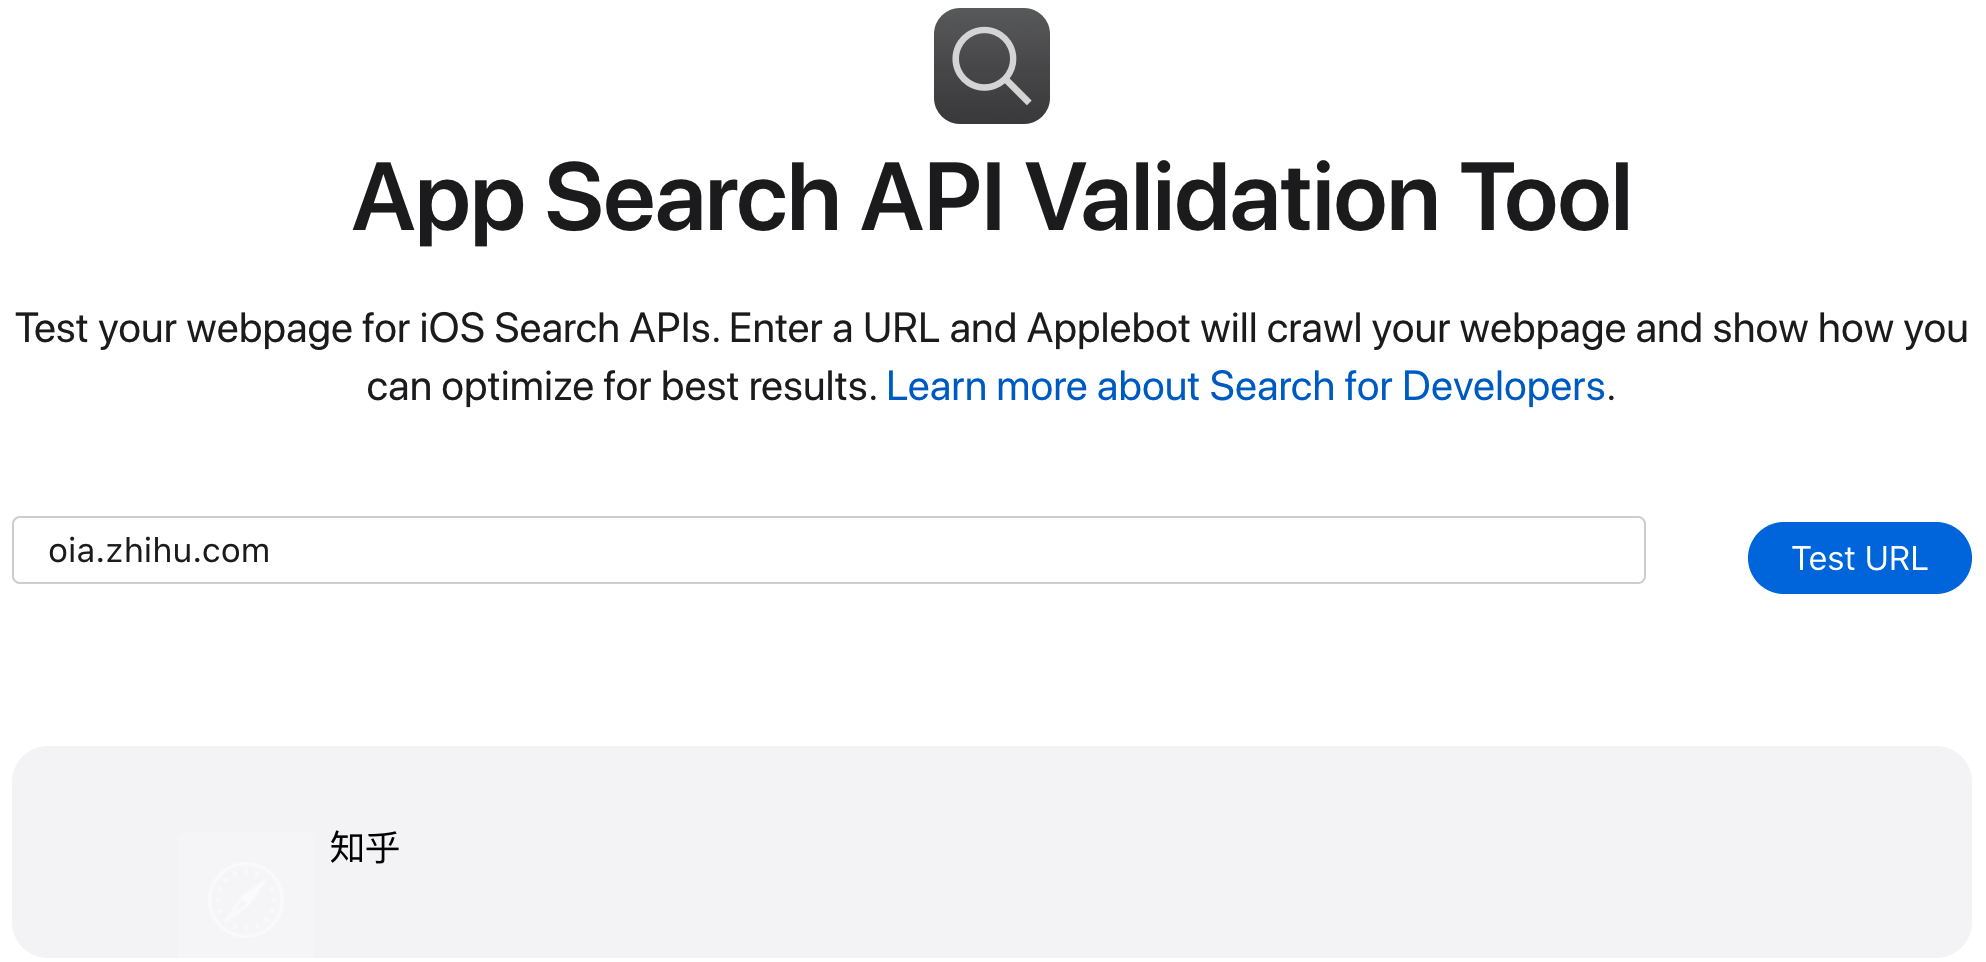 App Search API Validation Tool
Test your webpage for iOS Search APIs. Enter a URL and Applebot will crawl your webpage and show how you
can optimize for best results. Learn more about Search for Developers.
oia.zhihu.com
Test URL
知乎